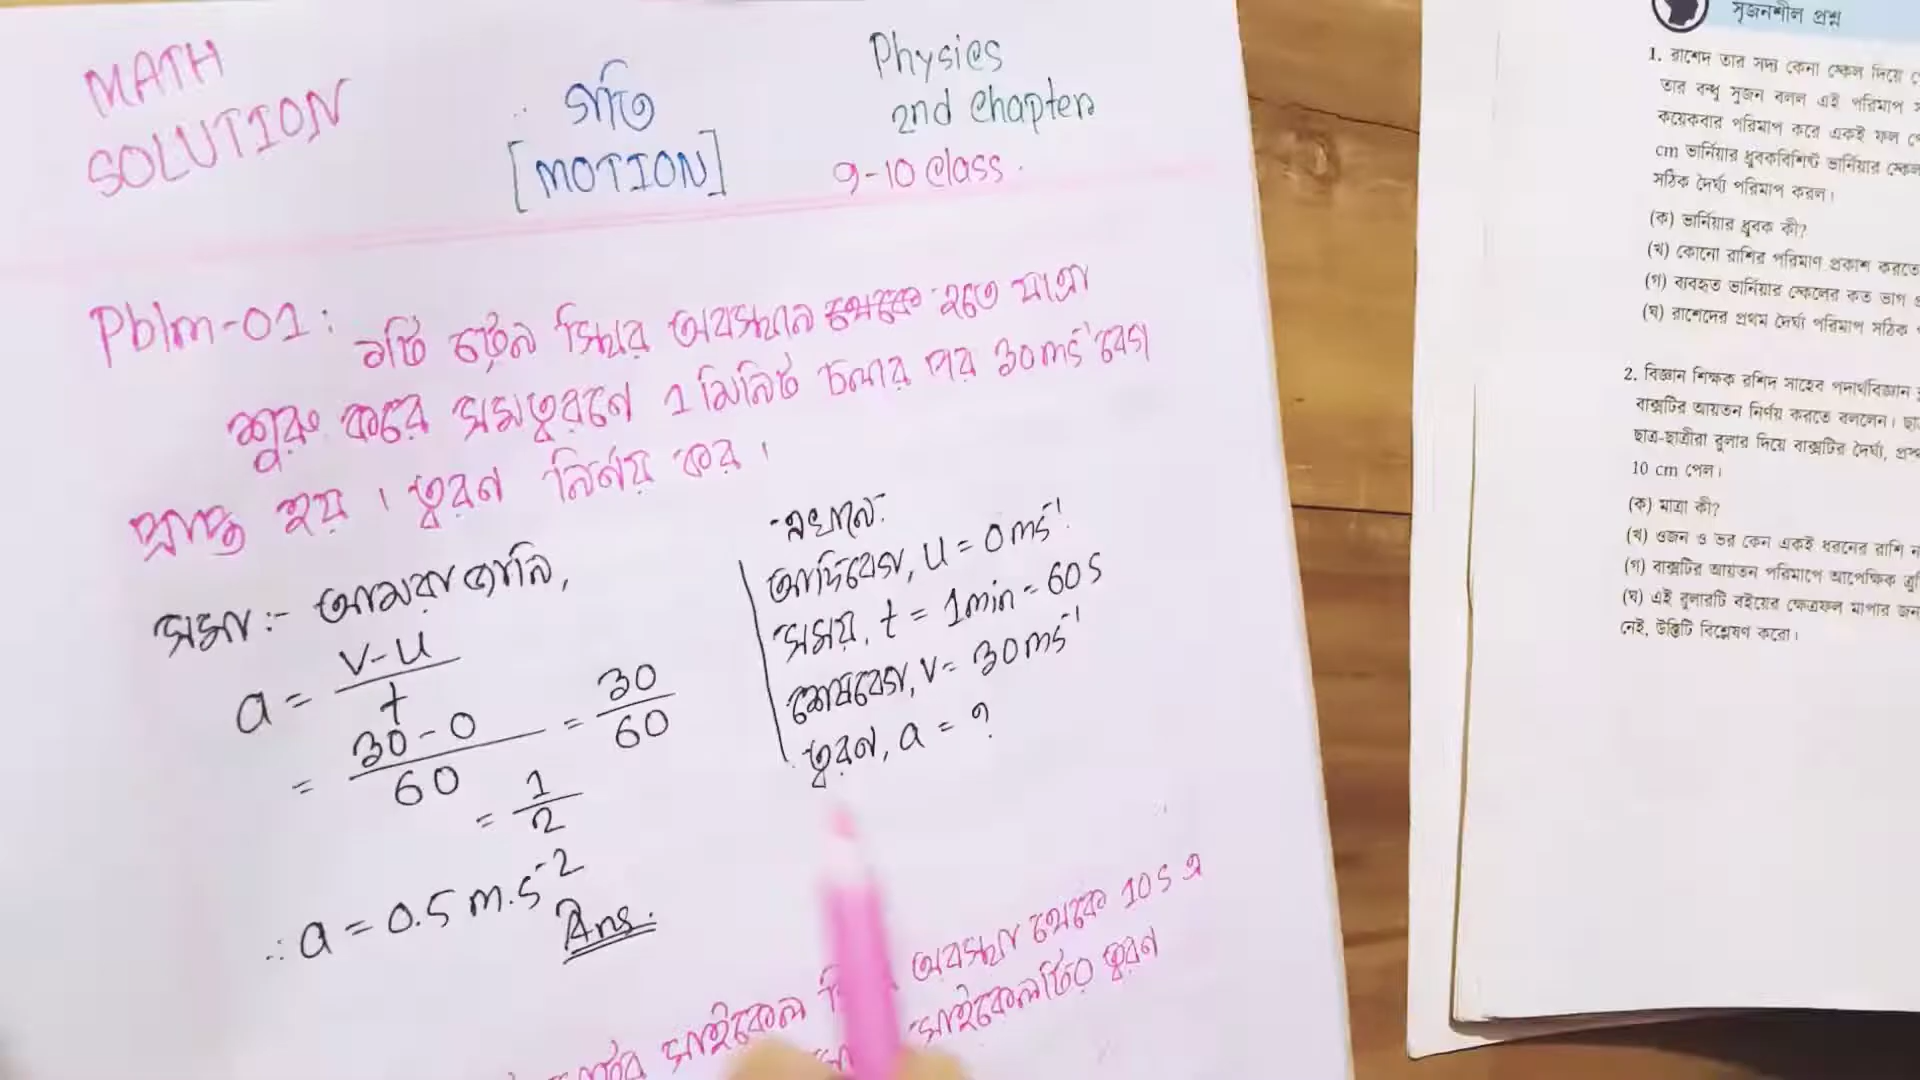 MATH
SOLUTION
গতি
[MOTION]
Physics
2nd chapter
9-10 class.
Pblm-01: ১টি ট্রেন স্থির অবস্থান হতে যাত্রা
শুরু করে সমত্বরণে 1 মিনিট চলার পর 30ms⁻¹ বেগ
প্রাপ্ত হয়। ত্বরণ নির্ণয় কর।
সমা:- আমরা জানি,
a = v-u / t
= 30-0 / 60 = 30 / 60
= 1 / 2
∴ a = 0.5 m.s⁻²
Ans.
এখানে:
আদিবেগ, u = 0ms⁻¹
সময়, t = 1min = 60s
শেষবেগ, v = 30ms⁻¹
ত্বরণ, a = ?
সাইকেল অবস্থা থেকে 10s এ
সাইকেলটির ত্বরণ
সৃজনশীল প্রশ্ন
1. রাশেদ তার সদ্য কেনা স্কেল দিয়ে
তার বন্ধু সুজন বলল এই পরিমাপ
কয়েকবার পরিমাপ করে একই ফল
cm ভার্নিয়ার ধ্রুবকবিশিষ্ট ভার্নিয়ার স্কেল
সঠিক দৈর্ঘ্য পরিমাপ করল।
(ক) ভার্নিয়ার ধ্রুবক কী?
(খ) কোনো রাশির পরিমাণ প্রকাশ করতে
(গ) ব্যবহৃত ভার্নিয়ার স্কেলের কত ভাগ
(ঘ) রাশেদের প্রথম দৈর্ঘ্য পরিমাপ সঠিক
2. বিজ্ঞান শিক্ষক রশিদ সাহেব পদার্থবিজ্ঞান
বাক্সটির আয়তন নির্ণয় করতে বললেন।
ছাত্র-ছাত্রীরা রুলার দিয়ে বাক্সটির দৈর্ঘ্য,
10 cm পেল।
(ক) মাত্রা কী?
(খ) ওজন ও ভর কেন একই ধরনের রাশি
(গ) বাক্সটির আয়তন পরিমাপে আপেক্ষিক
(ঘ) এই রুলারটি বইয়ের ক্ষেত্রফল মাপার
নেই, উক্তিটি বিশ্লেষণ করো।